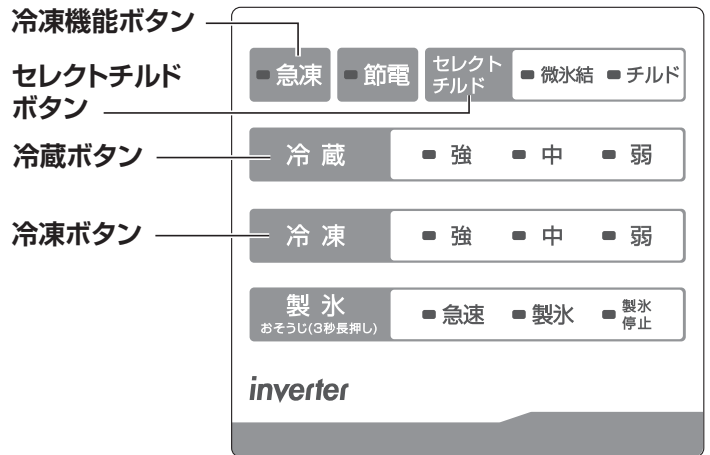 冷凍機能ボタン
急凍 節電 セレクト
チルド 微氷結 チルド
セレクトチルド
ボタン
冷蔵ボタン
冷蔵 強 中 弱
冷凍ボタン
冷凍 強 中 弱
製氷
おそうじ(3秒長押し)
急速 製氷 製氷
停止
inverter